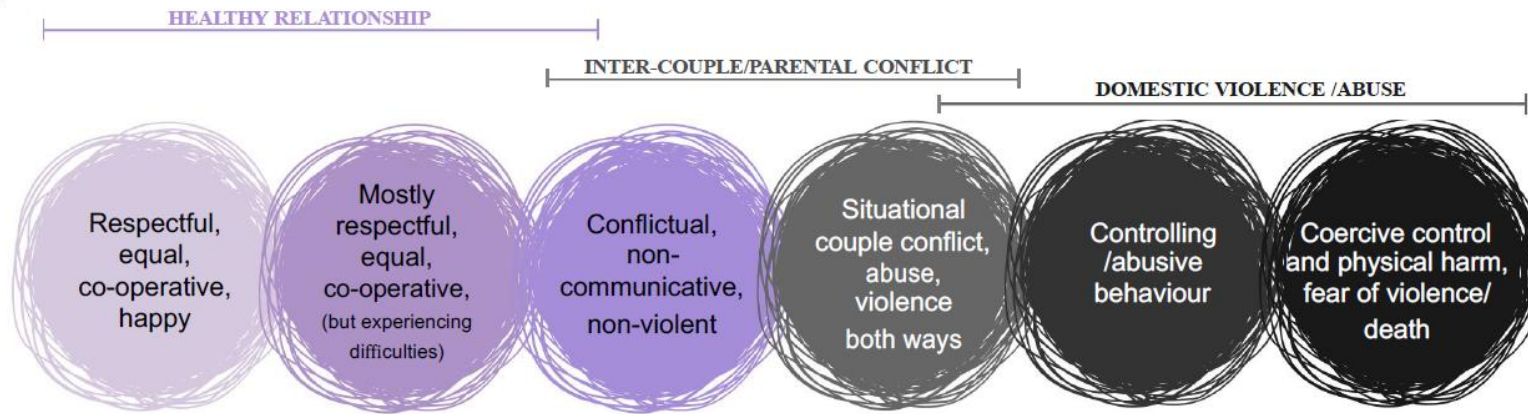 HEALTHY RELATIONSHIP
INTER-COUPLE/PARENTAL CONFLICT
DOMESTIC VIOLENCE /ABUSE
Respectful,
equal,
co-operative,
happy
Mostly
respectful,
equal,
co-operative,
(but experiencing
difficulties)
Conflictual,
non-
communicative,
non-violent
Situational
couple conflict,
abuse,
violence
both ways
Controlling
/abusive
behaviour
Coercive control
and physical harm,
fear of violence/
death